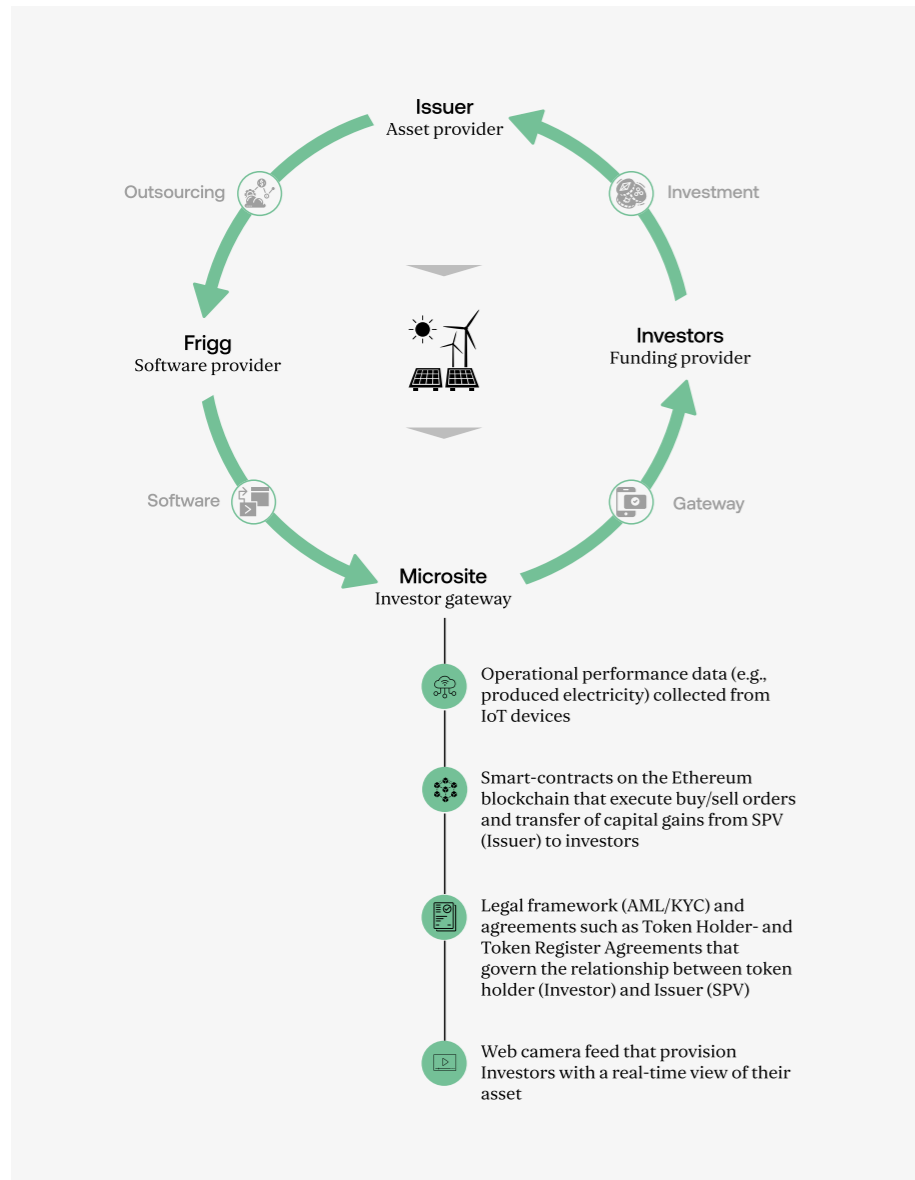 Issuer
Asset provider
Outsourcing
Investment
Frigg
Software provider
Investors
Funding provider
Software
Gateway
Microsite
Investor gateway
Operational performance data (e.g.,
produced electricity) collected from
IoT devices
Smart-contracts on the Ethereum
blockchain that execute buy/sell orders
and transfer of capital gains from SPV
(Issuer) to investors
Legal framework (AML/KYC) and
agreements such as Token Holder- and
Token Register Agreements that
govern the relationship between token
holder (Investor) and Issuer (SPV)
Web camera feed that provision
Investors with a real-time view of their
asset